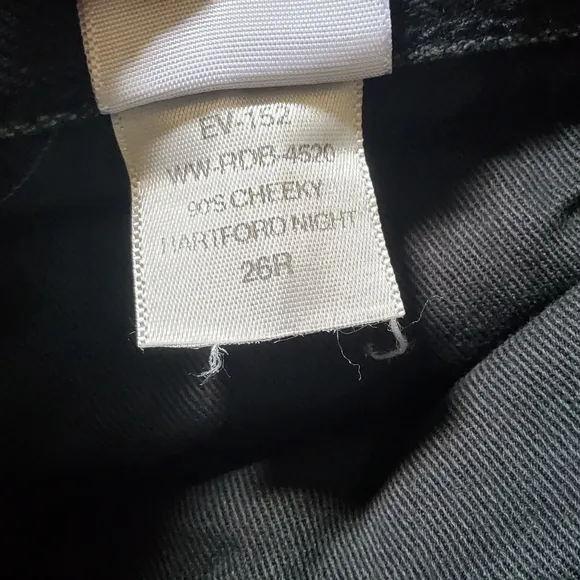 EV-152
WW-RDB-4520
90'S CHEEKY
HARTFORD NIGHT
26R